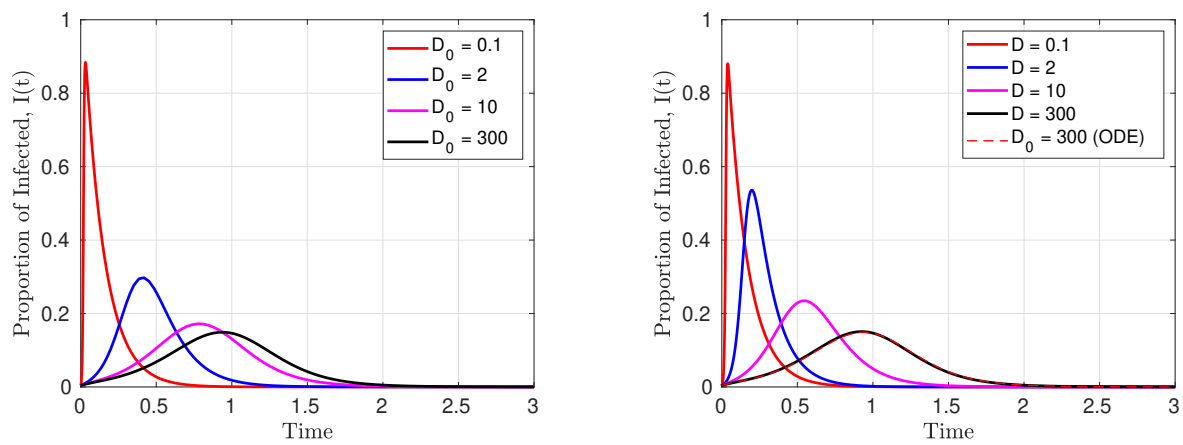 Proportion of Infected, I(t)
1
0.8
0.6
0.4
0.2
0
0 0.5 1 1.5 2 2.5 3
Time
D₀ = 0.1
D₀ = 2
D₀ = 10
D₀ = 300
Proportion of Infected, I(t)
1
0.8
0.6
0.4
0.2
0
0 0.5 1 1.5 2 2.5 3
Time
D = 0.1
D = 2
D = 10
D = 300
D₀ = 300 (ODE)